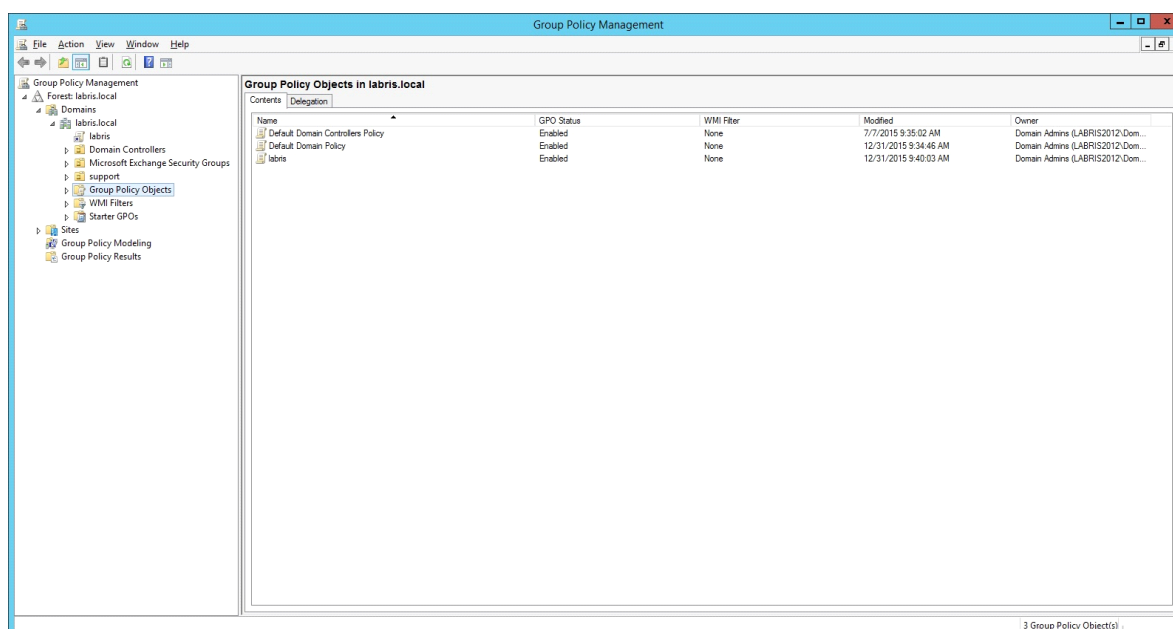 Group Policy Management
File Action View Window Help
Group Policy Management
Forest: labris.local
Domains
labris.local
labris
Domain Controllers
Microsoft Exchange Security Groups
support
Group Policy Objects
WMI Filters
Starter GPOs
Sites
Group Policy Modeling
Group Policy Results
Group Policy Objects in labris.local
Contents Delegation
Name GPO Status WMI Filter Modified Owner
Default Domain Controllers Policy Enabled None 7/7/2015 9:35:02 AM Domain Admins (LABRIS2012\Dom...
Default Domain Policy Enabled None 12/31/2015 9:34:46 AM Domain Admins (LABRIS2012\Dom...
labris Enabled None 12/31/2015 9:40:03 AM Domain Admins (LABRIS2012\Dom...
3 Group Policy Object(s)